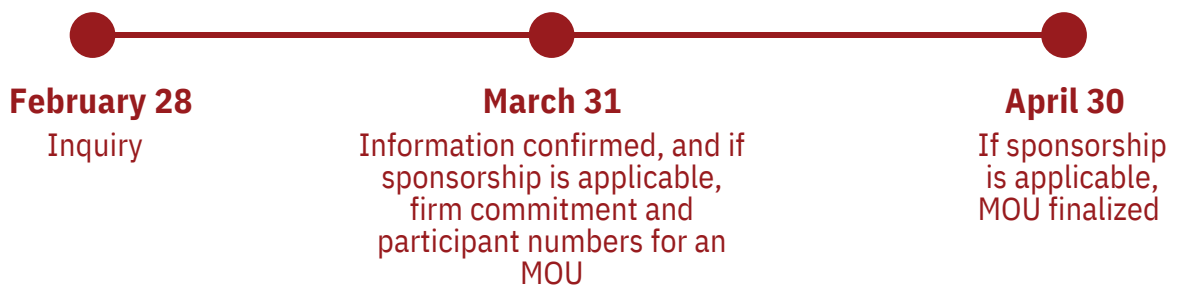 February 28
Inquiry
March 31
Information confirmed, and if
sponsorship is applicable,
firm commitment and
participant numbers for an
MOU
April 30
If sponsorship
is applicable,
MOU finalized